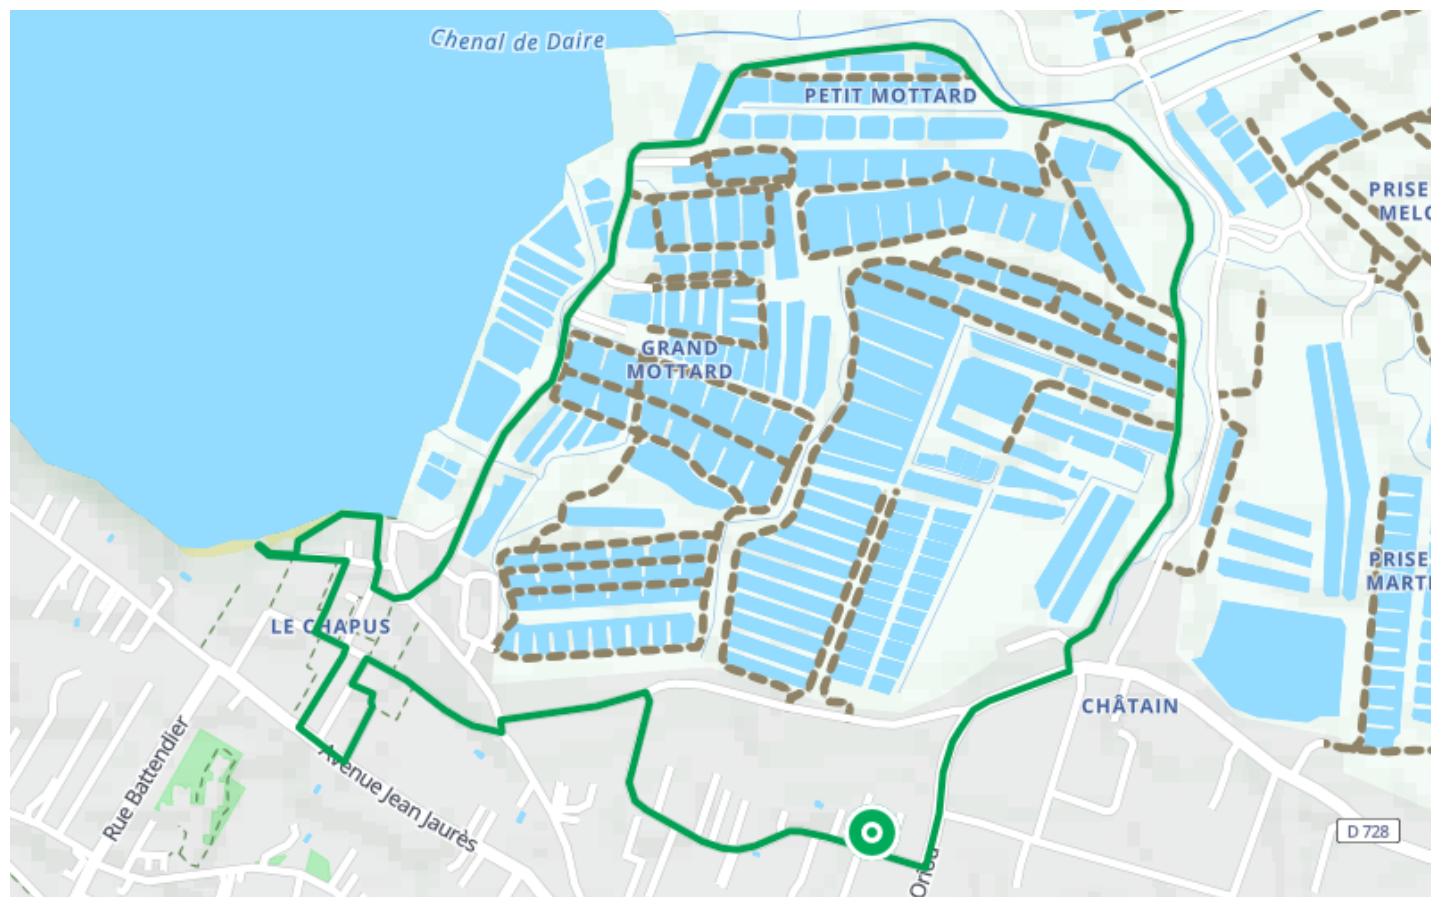 Chenal de Daire
PETIT MOTTARD
PRISE
MELO
GRAND
MOTTARD
PRISE
MARTI
LE CHAPUS
CHÂTAIN
Rue Battendier
Avenue Jean Jaurès
D 728